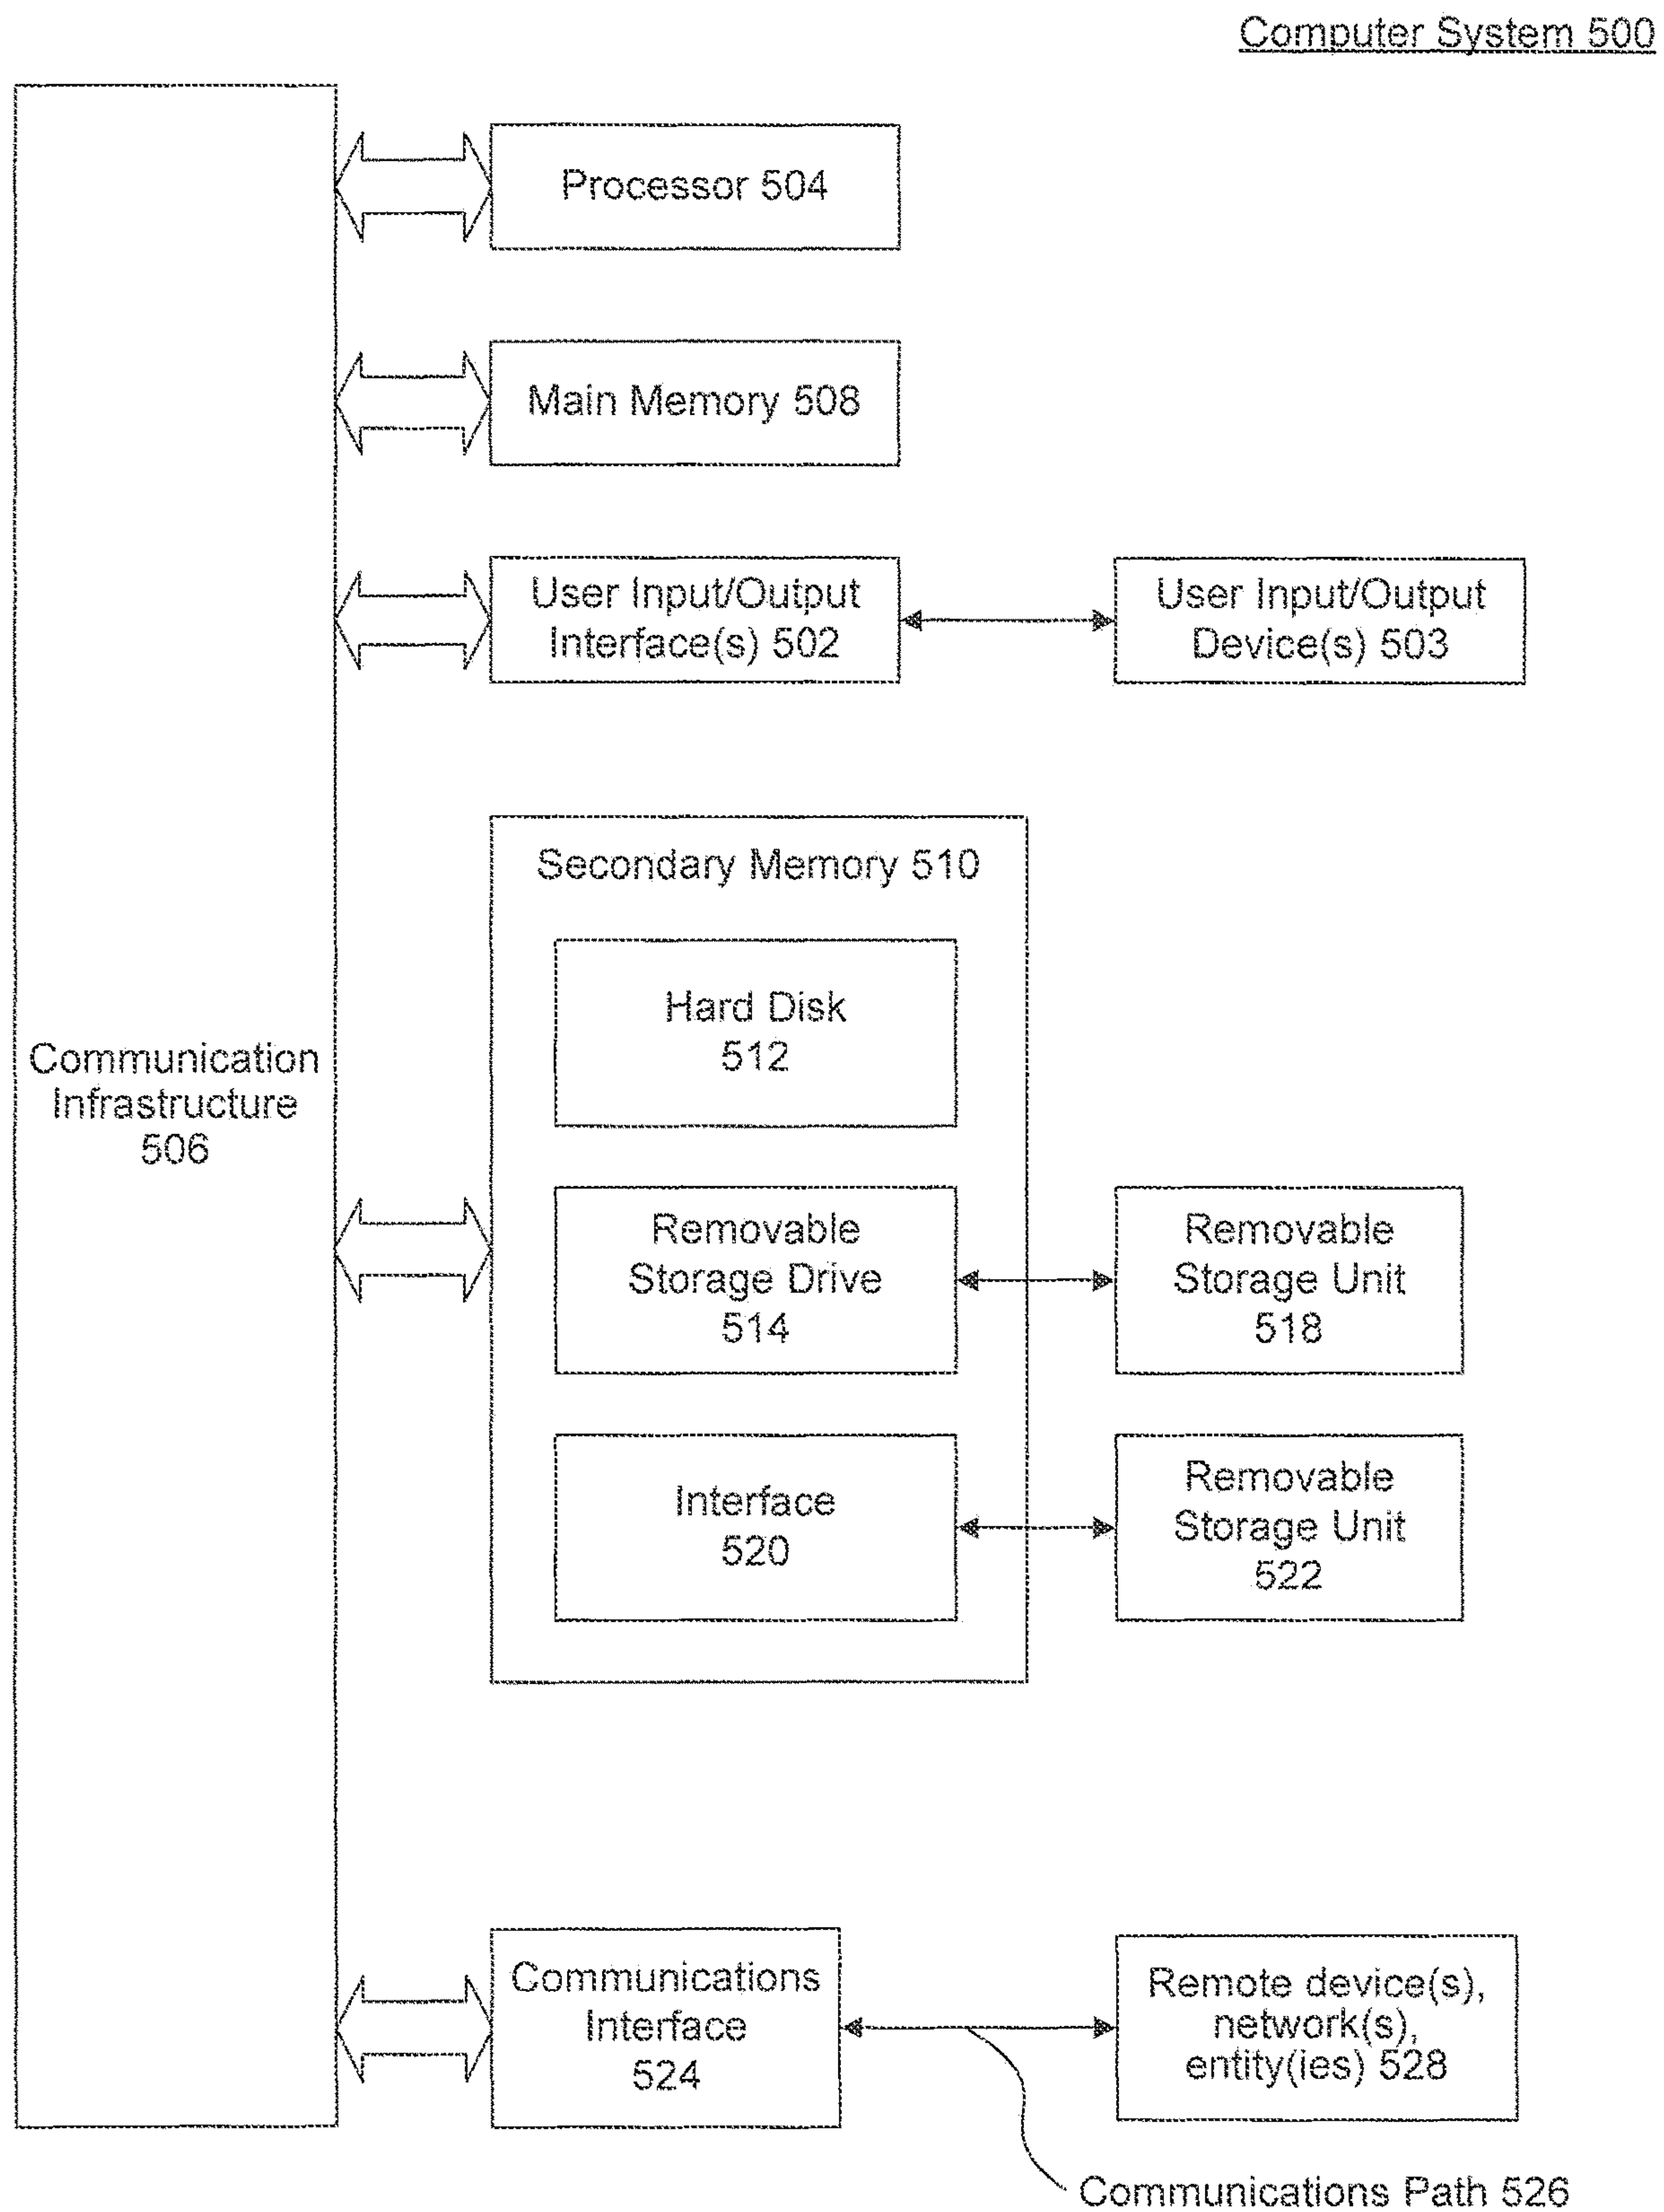 Computer System 500
Processor 504
Main Memory 508
User Input/Output
Interface(s) 502
User Input/Output
Device(s) 503
Secondary Memory 510
Hard Disk
512
Communication
Infrastructure
506
Removable
Storage Drive
514
Removable
Storage Unit
518
Interface
520
Removable
Storage Unit
522
Communications
Interface
524
Remote device(s),
network(s),
entity(ies) 528
Communications Path 526